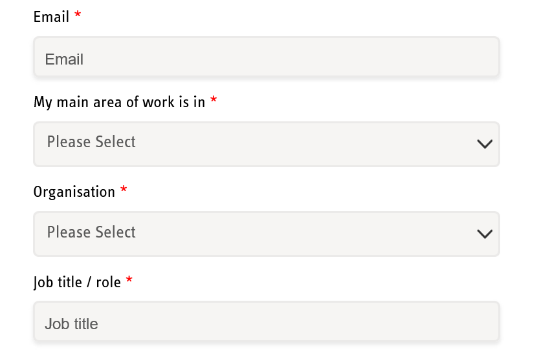 Email *
Email
My main area of work is in *
Please Select
Organisation *
Please Select
Job title / role *
Job title